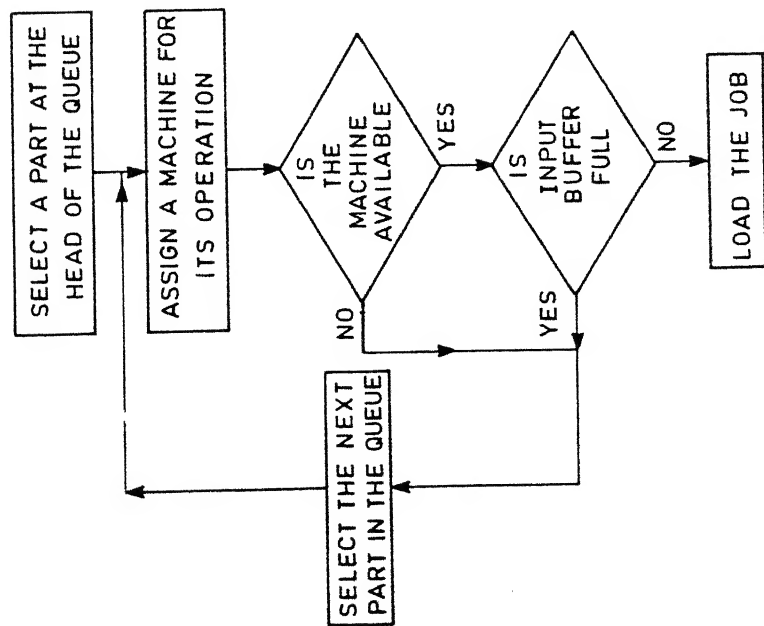 SELECT A PART AT THE
HEAD OF THE QUEUE
ASSIGN A MACHINE FOR
ITS OPERATION
IS
THE
MACHINE
AVAILABLE
NO
YES
IS
INPUT
BUFFER
FULL
YES
NO
LOAD THE JOB
SELECT THE NEXT
PART IN THE QUEUE